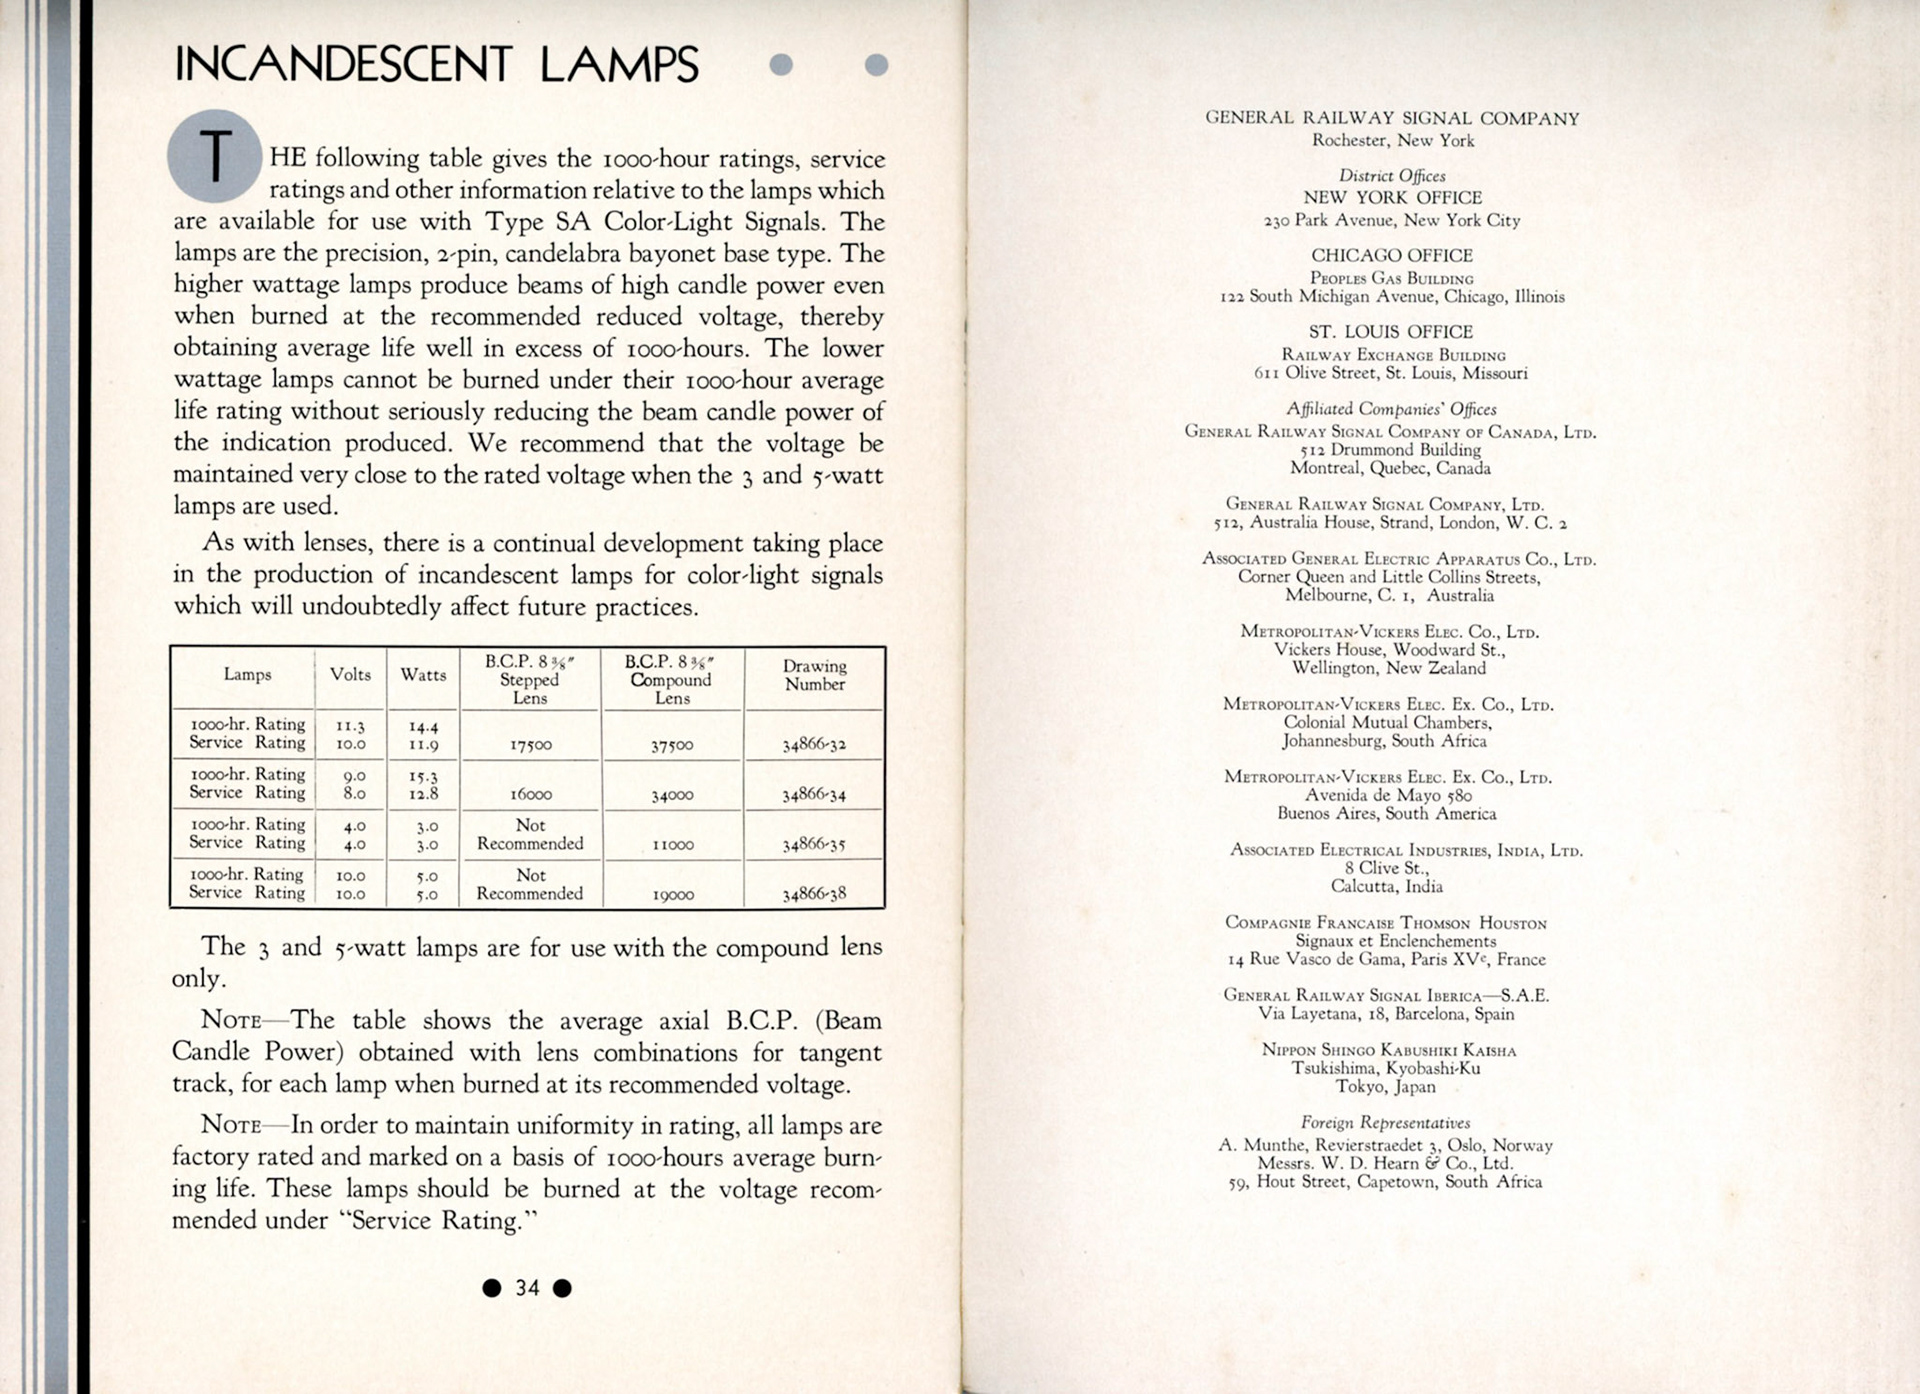 INCANDESCENT LAMPS
THE following table gives the 1000-hour ratings, service
ratings and other information relative to the lamps which
are available for use with Type SA Color-Light Signals. The
lamps are the precision, 2-pin, candelabra bayonet base type. The
higher wattage lamps produce beams of high candle power even
when burned at the recommended reduced voltage, thereby
obtaining average life well in excess of 1000-hours. The lower
wattage lamps cannot be burned under their 1000-hour average
life rating without seriously reducing the beam candle power of
the indication produced. We recommend that the voltage be
maintained very close to the rated voltage when the 3 and 5-watt
lamps are used.
As with lenses, there is a continual development taking place
in the production of incandescent lamps for color-light signals
which will undoubtedly affect future practices.
Lamps Volts Watts B.C.P. 8⅜″ Stepped Lens B.C.P. 8⅜″ Compound Lens Drawing Number
1000-hr. Rating 11.3 14.4
Service Rating 10.0 11.9 17500 37500 34866-32
1000-hr. Rating 9.0 15.3
Service Rating 8.0 12.8 16000 34000 34866-34
1000-hr. Rating 4.0 3.0 Not
Service Rating 4.0 3.0 Recommended 11000 34866-35
1000-hr. Rating 10.0 5.0 Not
Service Rating 10.0 5.0 Recommended 19000 34866-38
The 3 and 5-watt lamps are for use with the compound lens
only.
NOTE—The table shows the average axial B.C.P. (Beam
Candle Power) obtained with lens combinations for tangent
track, for each lamp when burned at its recommended voltage.
NOTE—In order to maintain uniformity in rating, all lamps are
factory rated and marked on a basis of 1000-hours average burn-
ing life. These lamps should be burned at the voltage recom-
mended under “Service Rating.”
● 34 ●
GENERAL RAILWAY SIGNAL COMPANY
Rochester, New York
District Offices
NEW YORK OFFICE
230 Park Avenue, New York City
CHICAGO OFFICE
PEOPLES GAS BUILDING
122 South Michigan Avenue, Chicago, Illinois
ST. LOUIS OFFICE
RAILWAY EXCHANGE BUILDING
611 Olive Street, St. Louis, Missouri
Affiliated Companies' Offices
GENERAL RAILWAY SIGNAL COMPANY OF CANADA, LTD.
512 Drummond Building
Montreal, Quebec, Canada
GENERAL RAILWAY SIGNAL COMPANY, LTD.
512, Australia House, Strand, London, W. C. 2
ASSOCIATED GENERAL ELECTRIC APPARATUS CO., LTD.
Corner Queen and Little Collins Streets,
Melbourne, C. 1, Australia
METROPOLITAN-VICKERS ELEC. CO., LTD.
Vickers House, Woodward St.,
Wellington, New Zealand
METROPOLITAN-VICKERS ELEC. EX. CO., LTD.
Colonial Mutual Chambers,
Johannesburg, South Africa
METROPOLITAN-VICKERS ELEC. EX. CO., LTD.
Avenida de Mayo 580
Buenos Aires, South America
ASSOCIATED ELECTRICAL INDUSTRIES, INDIA, LTD.
8 Clive St.,
Calcutta, India
COMPAGNIE FRANCAISE THOMSON HOUSTON
Signaux et Enclenchements
14 Rue Vasco de Gama, Paris XVe, France
GENERAL RAILWAY SIGNAL IBERICA—S.A.E.
Via Layetana, 18, Barcelona, Spain
NIPPON SHINGO KABUSHIKI KAISHA
Tsukishima, Kyobashi-Ku
Tokyo, Japan
Foreign Representatives
A. Munthe, Revierstraedet 3, Oslo, Norway
Messrs. W. D. Hearn & Co., Ltd.
59, Hout Street, Capetown, South Africa